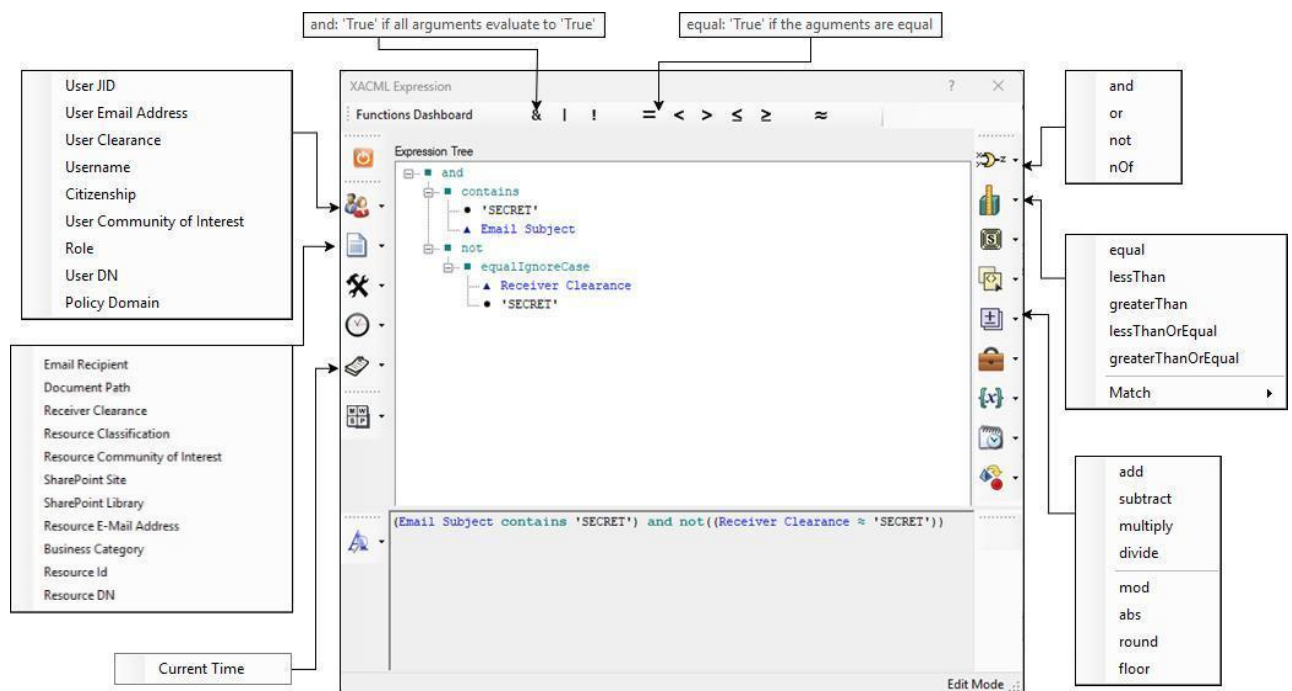 and: 'True' if all arguments evaluate to 'True'
equal: 'True' if the aguments are equal
User JID
User Email Address
User Clearance
Username
Citizenship
User Community of Interest
Role
User DN
Policy Domain
Email Recipient
Document Path
Receiver Clearance
Resource Classification
Resource Community of Interest
SharePoint Site
SharePoint Library
Resource E-Mail Address
Business Category
Resource Id
Resource DN
Current Time
XACML Expression ? ×
Functions Dashboard & | ! = < > ≤ ≥ ≈
Expression Tree
and
contains
'SECRET'
Email Subject
not
equalIgnoreCase
Receiver Clearance
'SECRET'
(Email Subject contains 'SECRET') and not((Receiver Clearance ≈ 'SECRET'))
Edit Mode
M W
S P
X
Y
Z
S
{x}
and
or
not
nOf
equal
lessThan
greaterThan
lessThanOrEqual
greaterThanOrEqual
Match
add
subtract
multiply
divide
mod
abs
round
floor